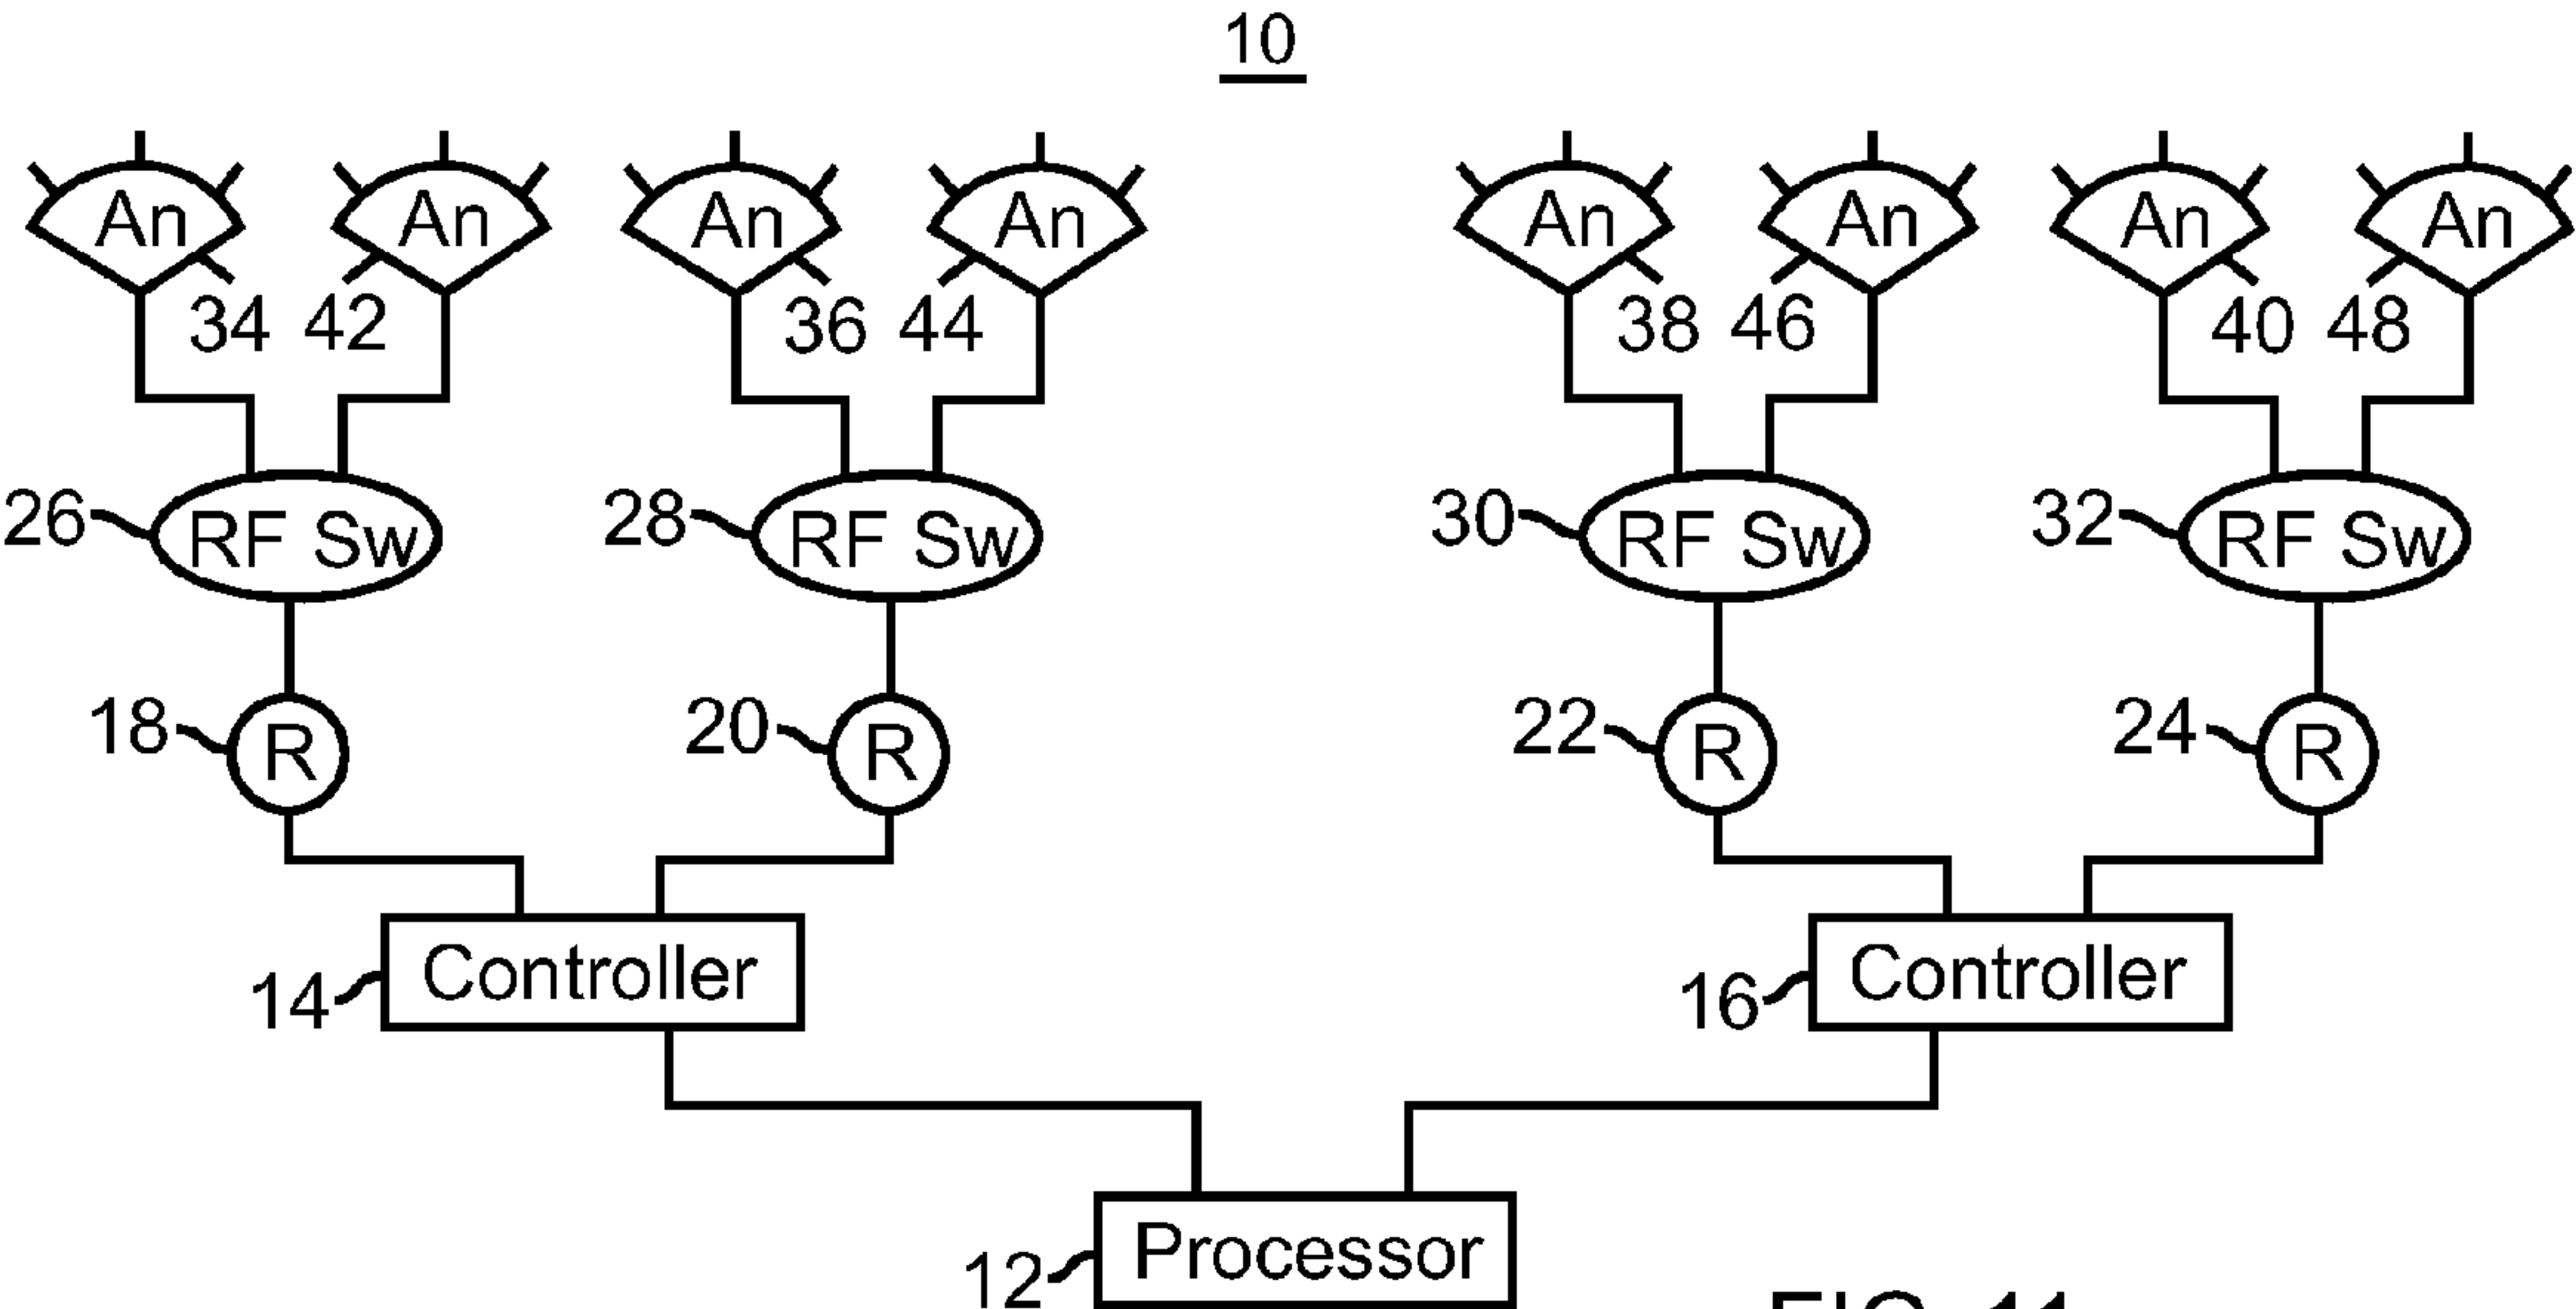 10
An An An An An An An An
34 42 36 44 38 46 40 48
26 RF Sw 28 RF Sw 30 RF Sw 32 RF Sw
18 R 20 R 22 R 24 R
14 Controller 16 Controller
12 Processor
FIG. 11